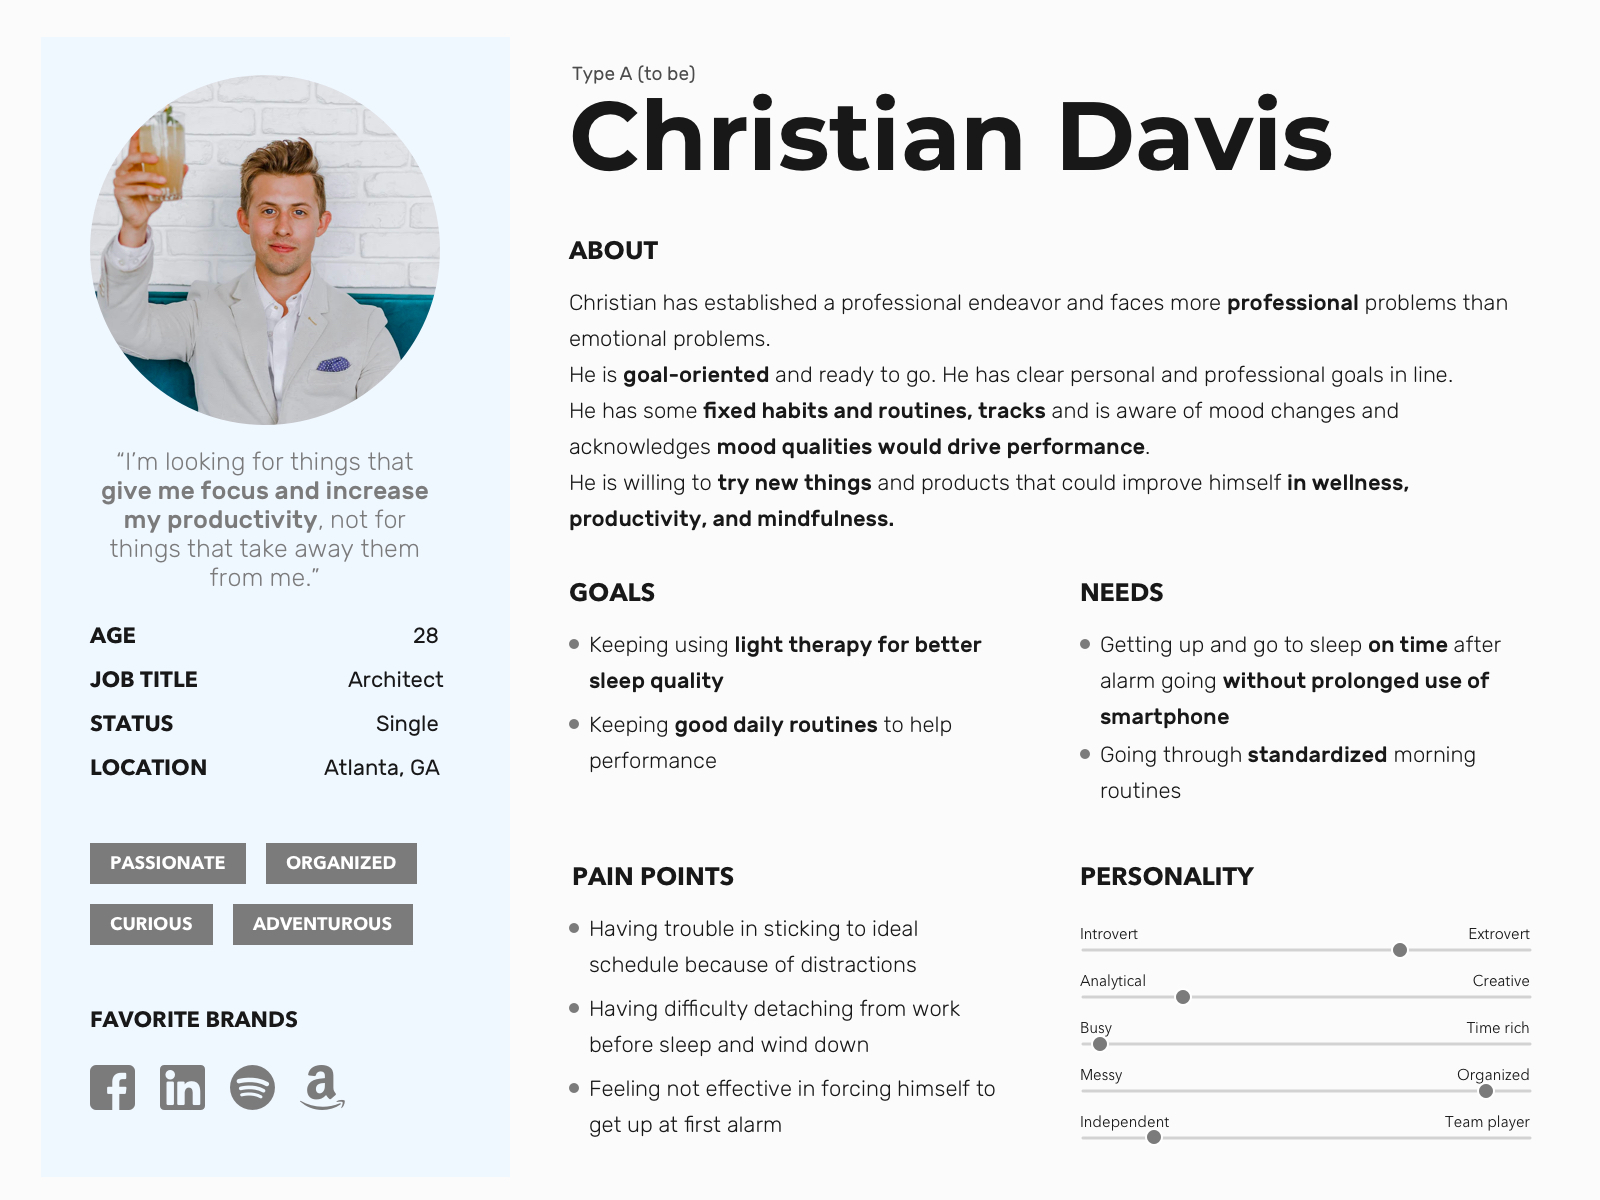 Type A (to be)
Christian Davis
“I’m looking for things that
give me focus and increase
my productivity, not for
things that take away them
from me.”
AGE 28
JOB TITLE Architect
STATUS Single
LOCATION Atlanta, GA
PASSIONATE ORGANIZED
CURIOUS ADVENTUROUS
FAVORITE BRANDS
f in a
ABOUT
Christian has established a professional endeavor and faces more professional problems than
emotional problems.
He is goal-oriented and ready to go. He has clear personal and professional goals in line.
He has some fixed habits and routines, tracks and is aware of mood changes and
acknowledges mood qualities would drive performance.
He is willing to try new things and products that could improve himself in wellness,
productivity, and mindfulness.
GOALS
Keeping using light therapy for better
sleep quality
Keeping good daily routines to help
performance
NEEDS
Getting up and go to sleep on time after
alarm going without prolonged use of
smartphone
Going through standardized morning
routines
PAIN POINTS
Having trouble in sticking to ideal
schedule because of distractions
Having difficulty detaching from work
before sleep and wind down
Feeling not effective in forcing himself to
get up at first alarm
PERSONALITY
Introvert Extrovert
Analytical Creative
Busy Time rich
Messy Organized
Independent Team player